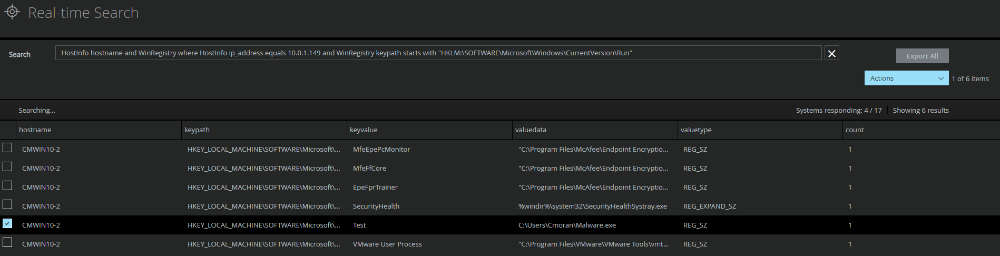 Real-time Search
Search HostInfo hostname and WinRegistry where HostInfo ip_address equals 10.0.1.149 and WinRegistry keypath starts with "HKLM:\SOFTWARE\Microsoft\Windows\CurrentVersion\Run" Export All
Actions 1 of 6 items
Searching... Systems responding: 4 / 17 Showing 6 results
hostname keypath keyvalue valuedata valuetype count
CMWIN10-2 HKEY_LOCAL_MACHINE\SOFTWARE\Microsoft\... MfeEpePcMonitor "C:\Program Files\McAfee\Endpoint Encryptio... REG_SZ 1
CMWIN10-2 HKEY_LOCAL_MACHINE\SOFTWARE\Microsoft\... MfeFfCore "C:\Program Files\McAfee\Endpoint Encryptio... REG_SZ 1
CMWIN10-2 HKEY_LOCAL_MACHINE\SOFTWARE\Microsoft\... EpeFprTrainer "C:\Program Files\McAfee\Endpoint Encryptio... REG_SZ 1
CMWIN10-2 HKEY_LOCAL_MACHINE\SOFTWARE\Microsoft\... SecurityHealth %windir%\system32\SecurityHealthSystray.exe REG_EXPAND_SZ 1
CMWIN10-2 HKEY_LOCAL_MACHINE\SOFTWARE\Microsoft\... Test C:\Users\Cmoran\Malware.exe REG_SZ 1
CMWIN10-2 HKEY_LOCAL_MACHINE\SOFTWARE\Microsoft\... VMware User Process "C:\Program Files\VMware\VMware Tools\vmt... REG_SZ 1